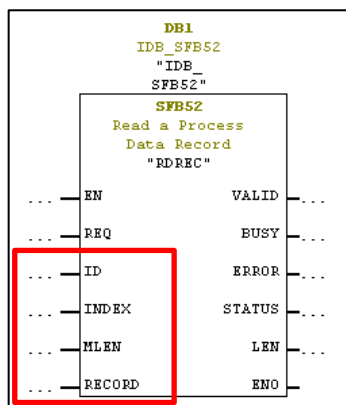 DB1
IDB_SFB52
"IDB_
SFB52"
SFB52
Read a Process
Data Record
"RDREC"
... EN VALID ...
... REQ BUSY ...
... ID ERROR ...
... INDEX STATUS ...
... MLEN LEN ...
... RECORD ENO